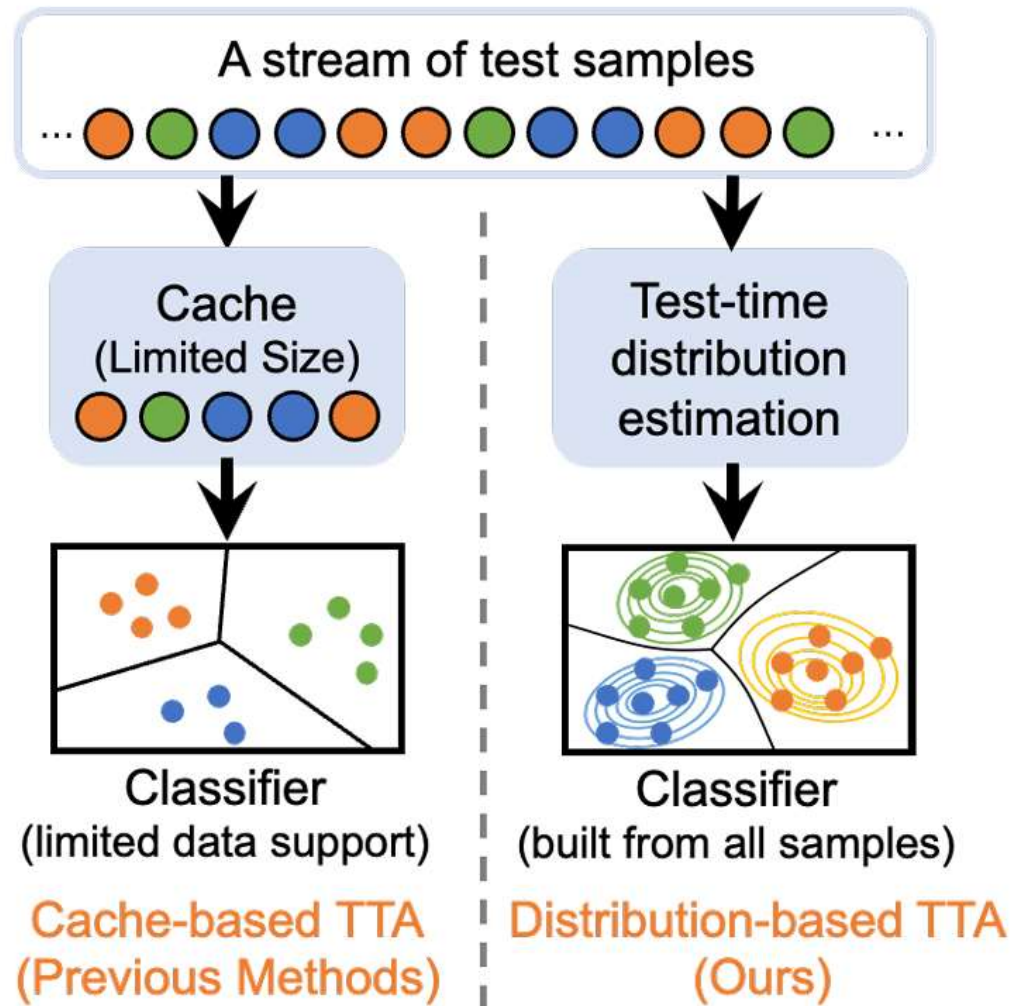 A stream of test samples
... ...
Cache
(Limited Size)
Test-time
distribution
estimation
Classifier
(limited data support)
Classifier
(built from all samples)
Cache-based TTA
(Previous Methods)
Distribution-based TTA
(Ours)